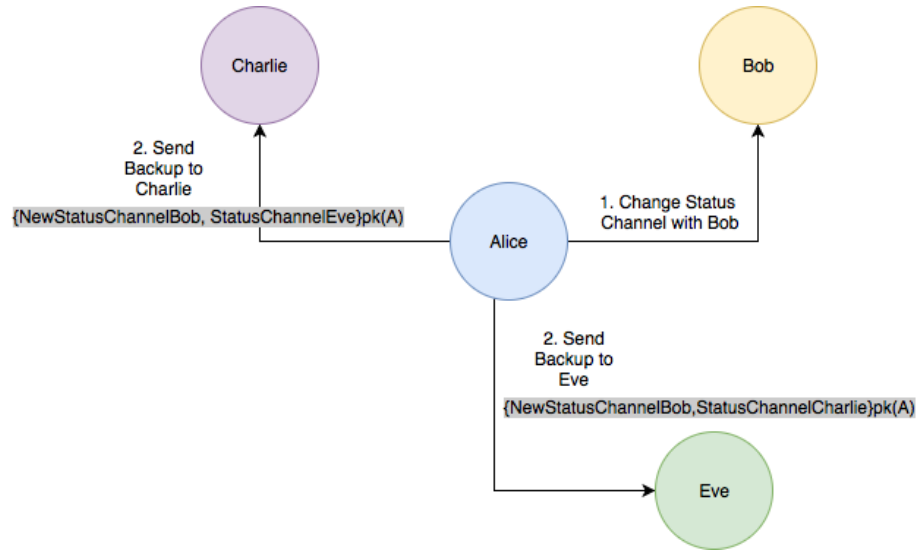 Charlie
Bob
2. Send
Backup to
Charlie
{NewStatusChannelBob, StatusChannelEve}pk(A)
1. Change Status
Channel with Bob
Alice
2. Send
Backup to
Eve
{NewStatusChannelBob,StatusChannelCharlie}pk(A)
Eve